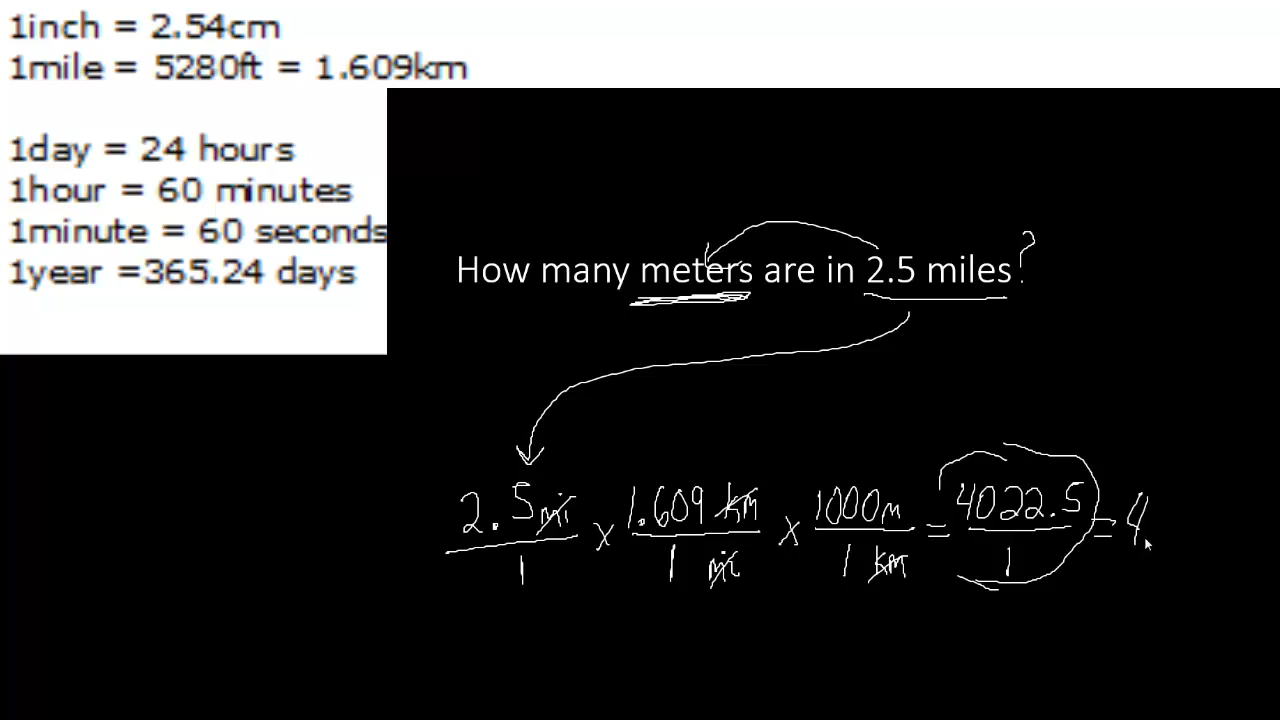 1inch = 2.54cm
1mile = 5280ft = 1.609km
1day = 24 hours
1hour = 60 minutes
1minute = 60 seconds
1year =365.24 days
How many meters are in 2.5 miles?
2.5mi x 1.609 km x 1000m = 4022.5 = 4
1 1 mi 1 km 1